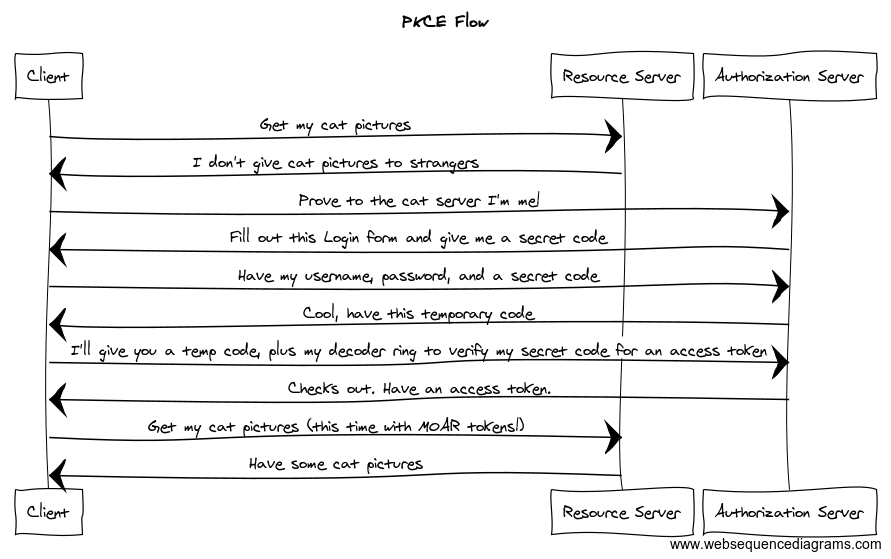 PKCE Flow
Client
Resource Server
Authorization Server
Get my cat pictures
I don't give cat pictures to strangers
Prove to the cat server I'm me!
Fill out this Login form and give me a secret code
Have my username, password, and a secret code
Cool, have this temporary code
I'll give you a temp code, plus my decoder ring to verify my secret code for an access token
Checks out. Have an access token.
Get my cat pictures (this time with MOAR tokens!)
Have some cat pictures
Client
Resource Server
Authorization Server
www.websequencediagrams.com